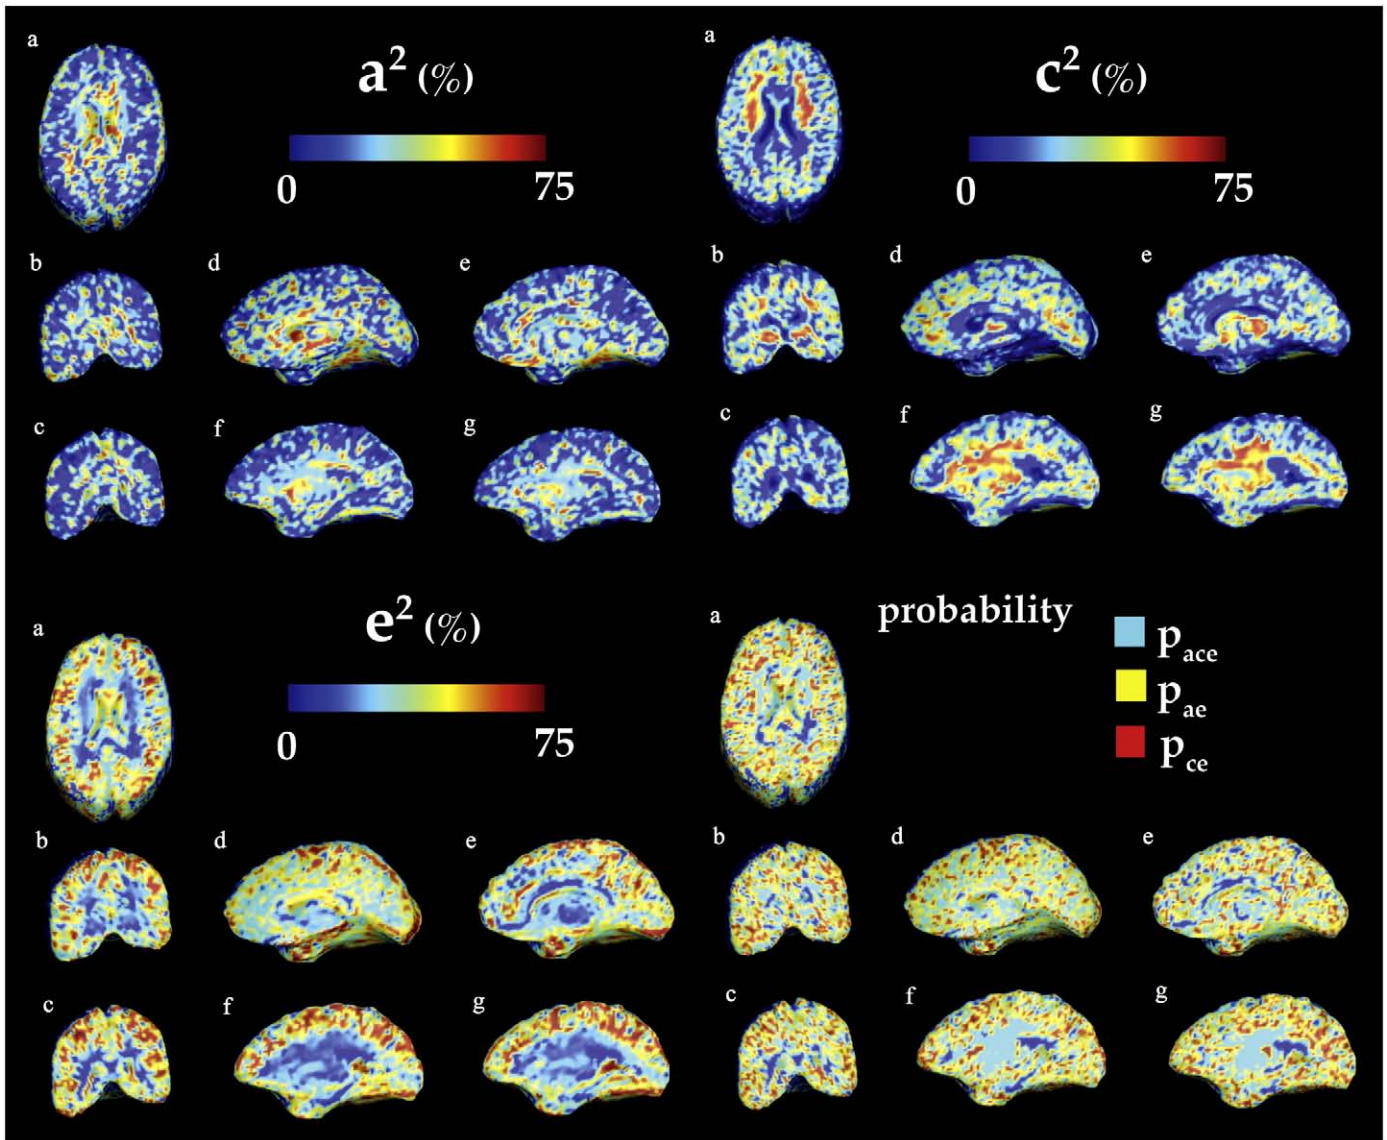 a
a² (%)
0 75
b d e
c f g
a
c² (%)
0 75
b d e
c f g
a
e² (%)
0 75
b d e
c f g
a
probability
p_ace
p_ae
p_ce
b d e
c f g